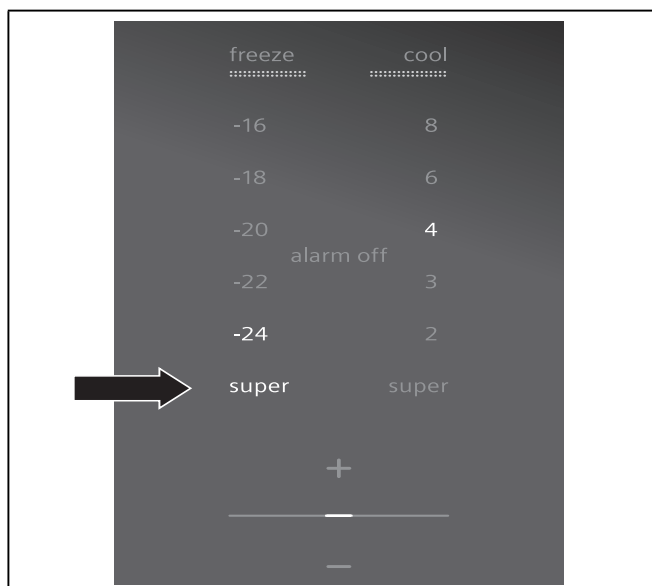 freeze cool
-16 8
-18 6
-20 4
alarm off
-22 3
-24 2
super super
+
—